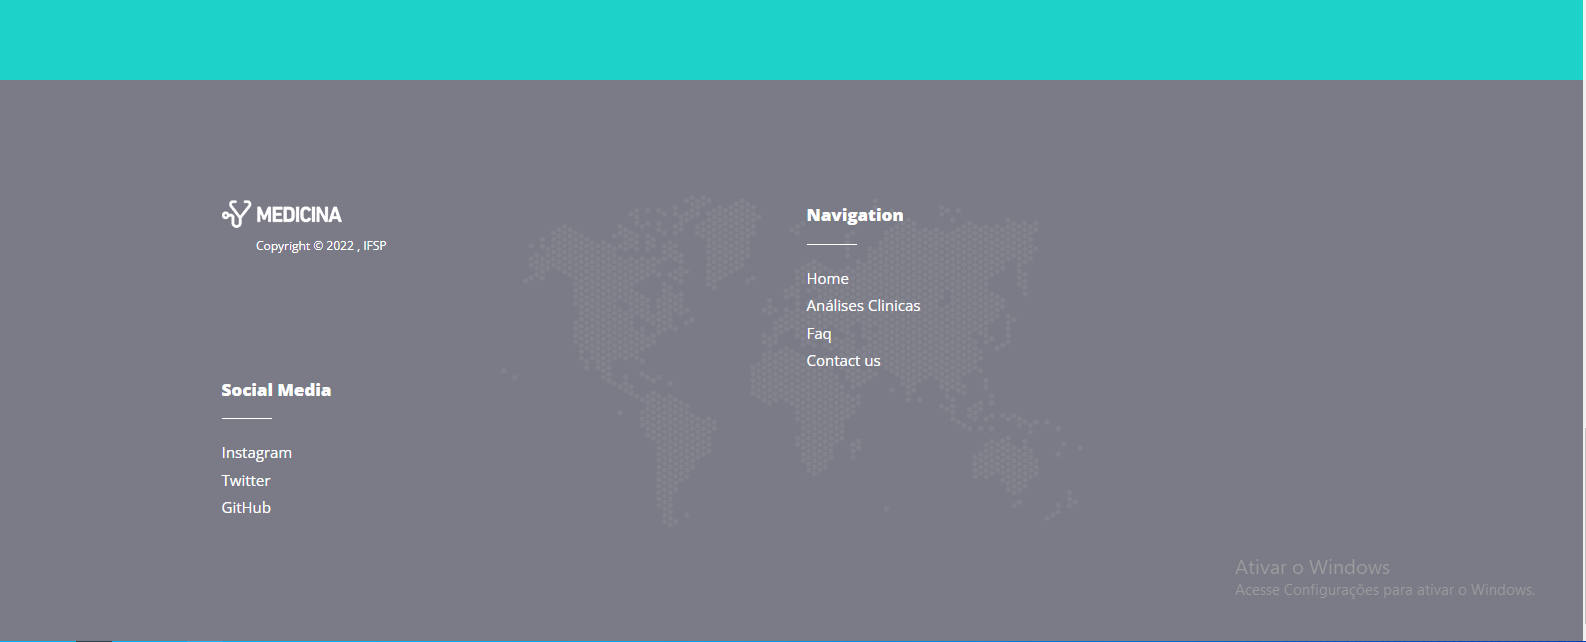 MEDICINA
Copyright © 2022 , IFSP
Navigation
Home
Análises Clinicas
Faq
Contact us
Social Media
Instagram
Twitter
GitHub
Ativar o Windows
Acesse Configurações para ativar o Windows.